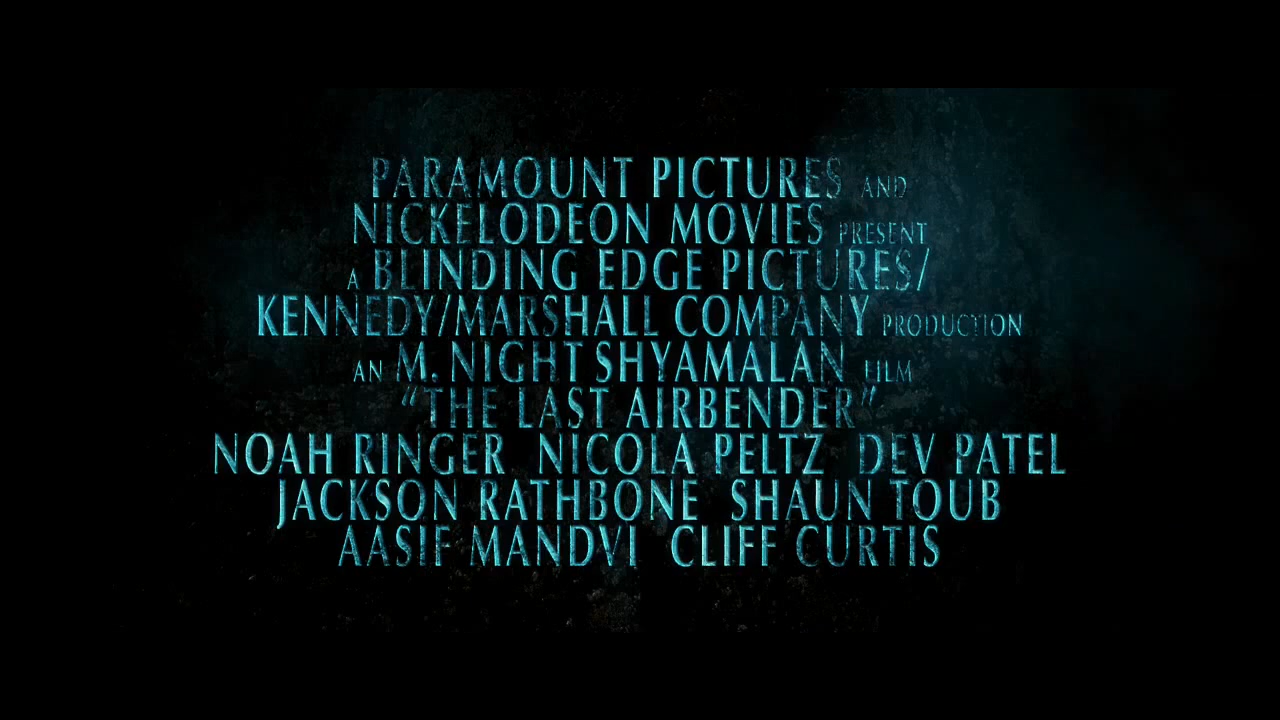 PARAMOUNT PICTURES AND
NICKELODEON MOVIES PRESENT
A BLINDING EDGE PICTURES/
KENNEDY/MARSHALL COMPANY PRODUCTION
AN M. NIGHT SHYAMALAN FILM
“THE LAST AIRBENDER”
NOAH RINGER NICOLA PELTZ DEV PATEL
JACKSON RATHBONE SHAUN TOUB
AASIF MANDVI CLIFF CURTIS